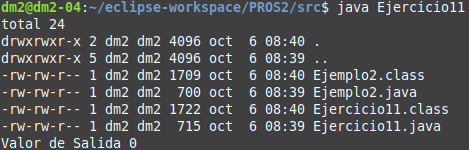 dm2@dm2-04:~/eclipse-workspace/PROS2/src$ java Ejercicio11
total 24
drwxrwxr-x 2 dm2 dm2 4096 oct  6 08:40 .
drwxrwxr-x 5 dm2 dm2 4096 oct  6 08:39 ..
-rw-rw-r-- 1 dm2 dm2 1709 oct  6 08:40 Ejemplo2.class
-rw-rw-r-- 1 dm2 dm2  700 oct  6 08:39 Ejemplo2.java
-rw-rw-r-- 1 dm2 dm2 1722 oct  6 08:40 Ejercicio11.class
-rw-rw-r-- 1 dm2 dm2  715 oct  6 08:39 Ejercicio11.java
Valor de Salida 0